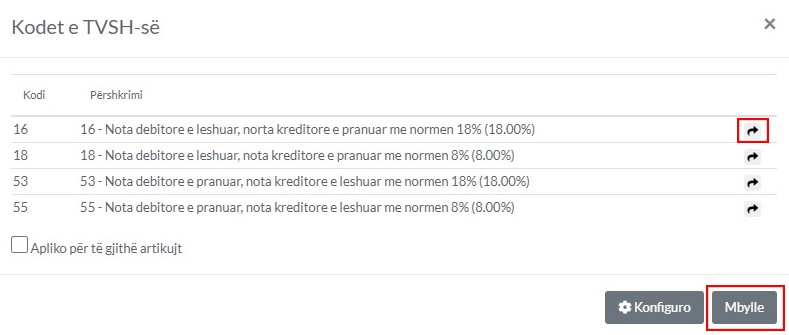 Kodet e TVSH-së
×
Kodi Përshkrimi
16 16 - Nota debitore e leshuar, norta kreditore e pranuar me normen 18% (18.00%)
18 18 - Nota debitore e leshuar, nota kreditore e pranuar me normen 8% (8.00%)
53 53 - Nota debitore e pranuar, nota kreditore e leshuar me normen 18% (18.00%)
55 55 - Nota debitore e pranuar, nota kreditore e leshuar me normen 8% (8.00%)
Apliko për të gjithë artikujt
Konfiguro Mbylle